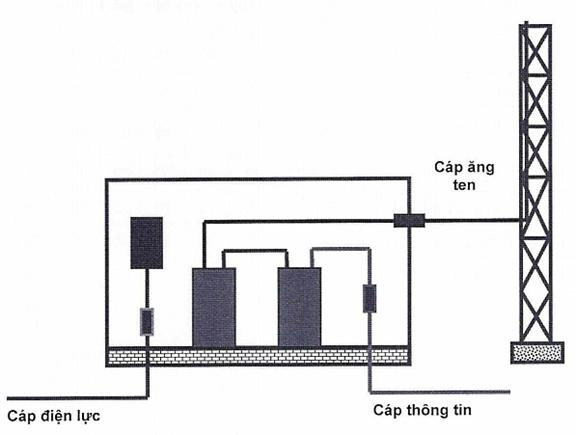 Cáp ăng
ten
Cáp điện lực
Cáp thông tin